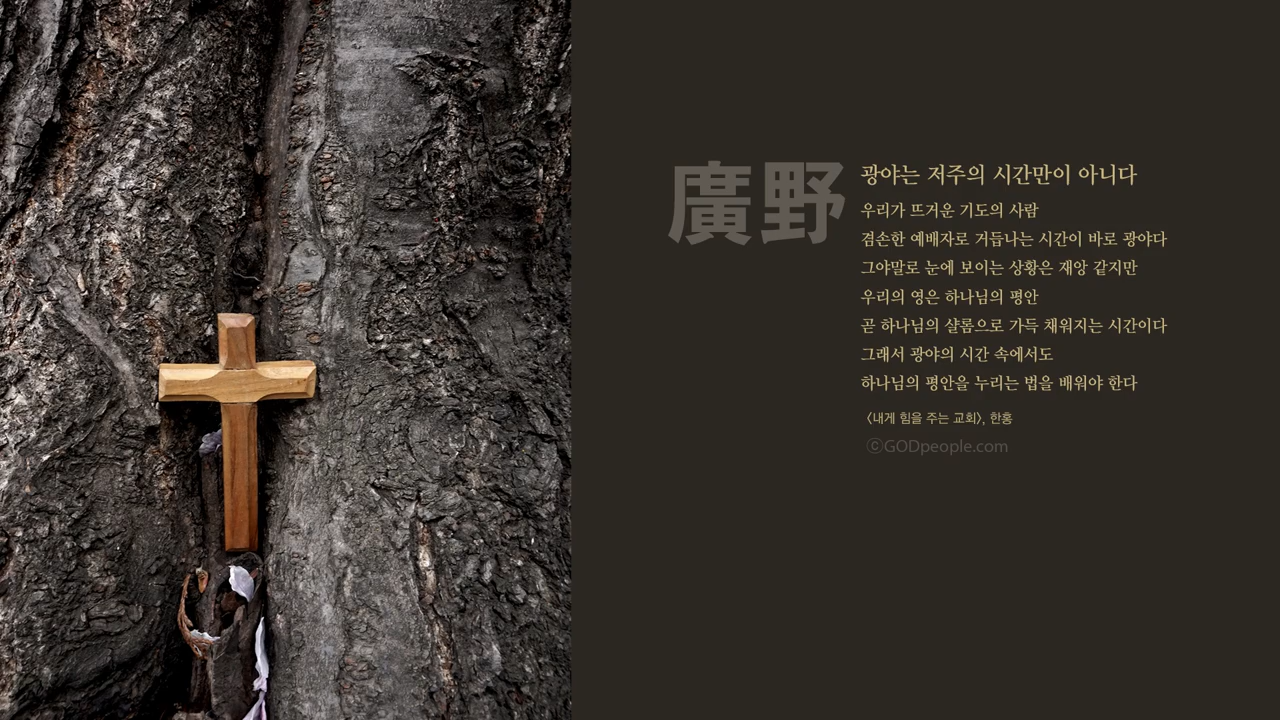 廣野
광야는 저주의 시간만이 아니다
우리가 뜨거운 기도의 사람
겸손한 예배자로 거듭나는 시간이 바로 광야다
그야말로 눈에 보이는 상황은 재앙 같지만
우리의 영은 하나님의 평안
곧 하나님의 샬롬으로 가득 채워지는 시간이다
그래서 광야의 시간 속에서도
하나님의 평안을 누리는 법을 배워야 한다
〈내게 힘을 주는 교회〉, 한홍
ⓒGODpeople.com